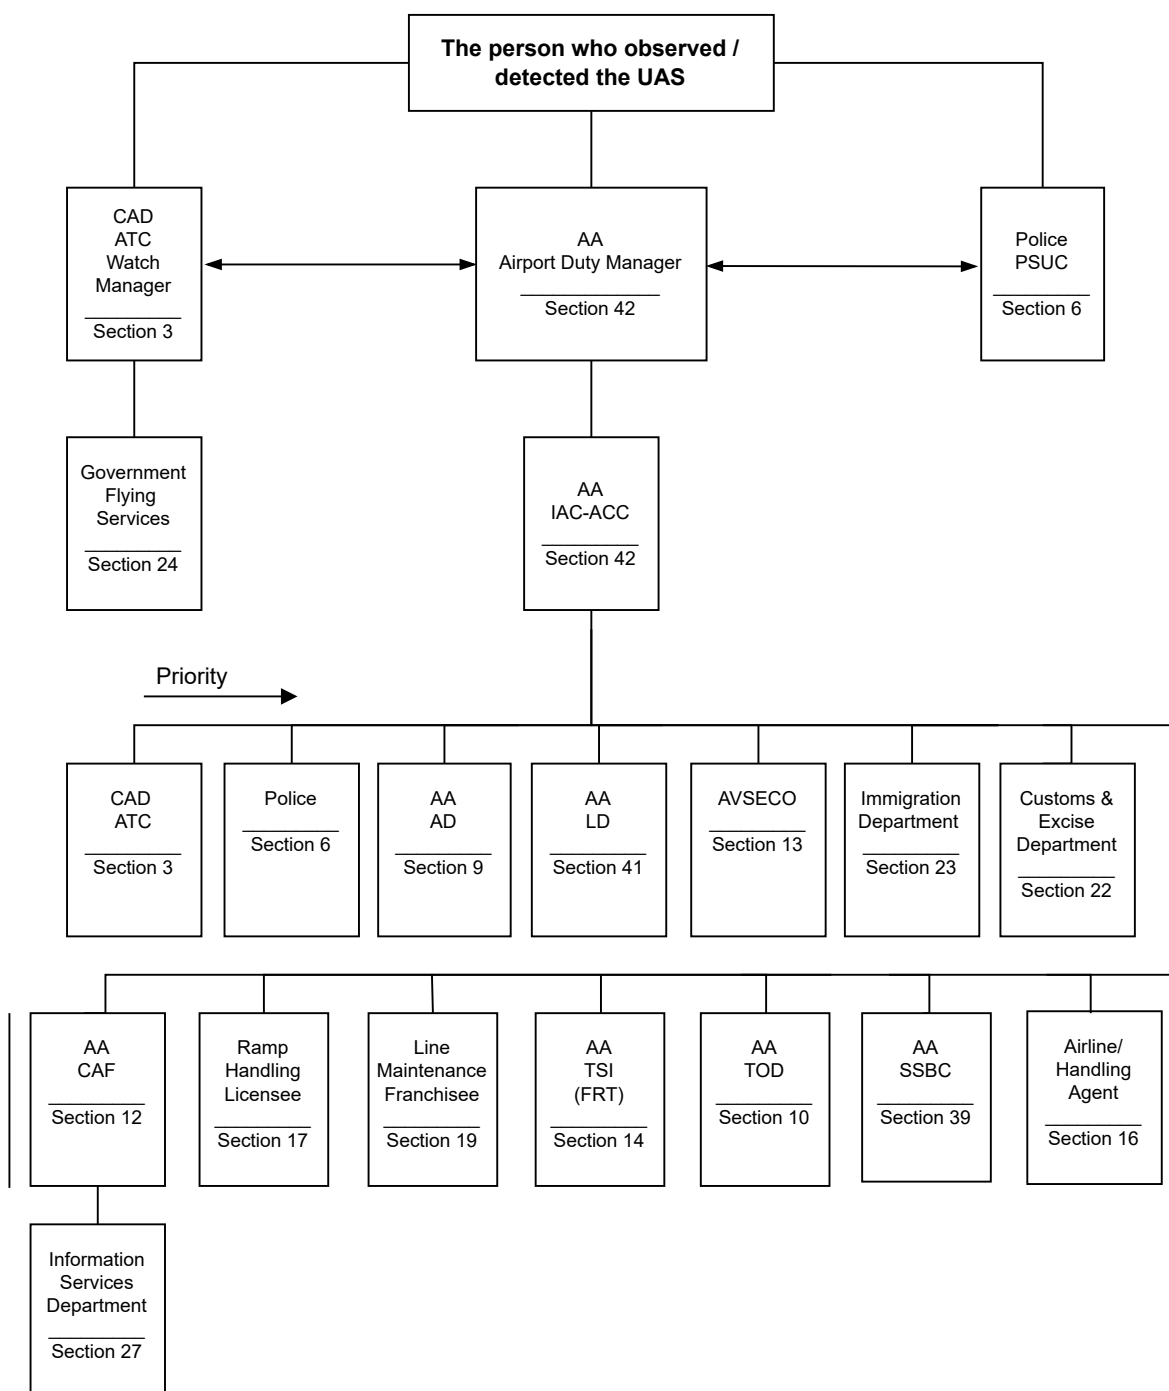 The person who observed /
detected the UAS
CAD
ATC
Watch
Manager
Section 3
AA
Airport Duty Manager
Section 42
Police
PSUC
Section 6
Government
Flying
Services
Section 24
AA
IAC-ACC
Section 42
Priority
CAD
ATC
Section 3
Police
Section 6
AA
AD
Section 9
AA
LD
Section 41
AVSECO
Section 13
Immigration
Department
Section 23
Customs &
Excise
Department
Section 22
AA
CAF
Section 12
Ramp
Handling
Licensee
Section 17
Line
Maintenance
Franchisee
Section 19
AA
TSI
(FRT)
Section 14
AA
TOD
Section 10
AA
SSBC
Section 39
Airline/
Handling
Agent
Section 16
Information
Services
Department
Section 27